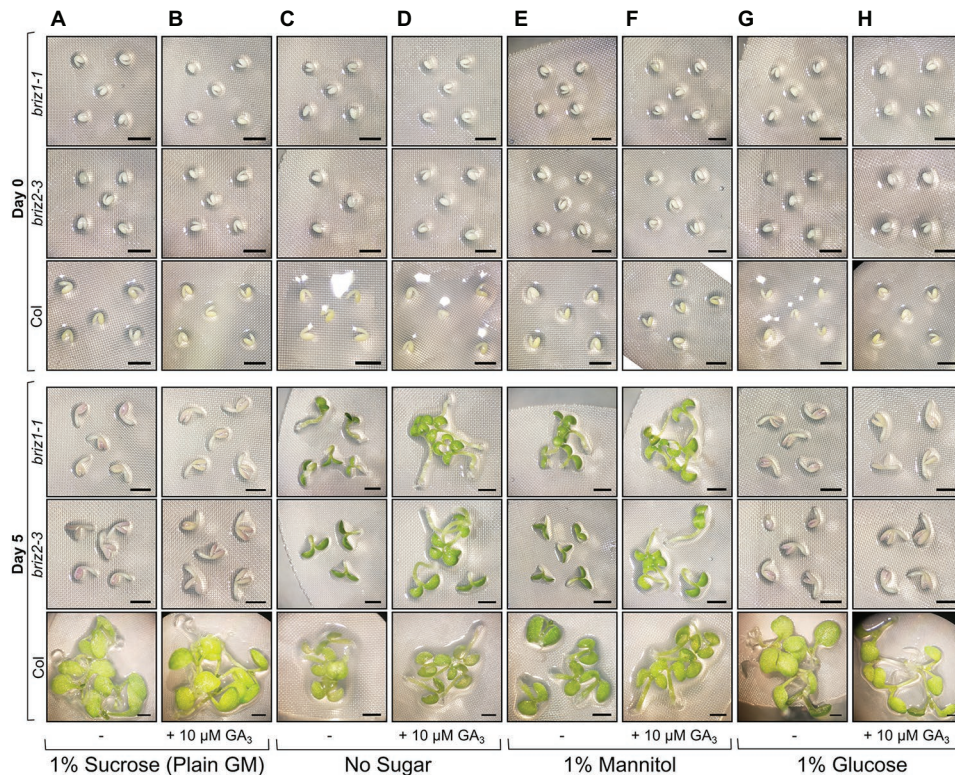 A B C D E F G H
Day 0
briz1-1
briz2-3
Col
Day 5
briz1-1
briz2-3
Col
- + 10 µM GA₃ - + 10 µM GA₃ - + 10 µM GA₃ - + 10 µM GA₃
1% Sucrose (Plain GM) No Sugar 1% Mannitol 1% Glucose